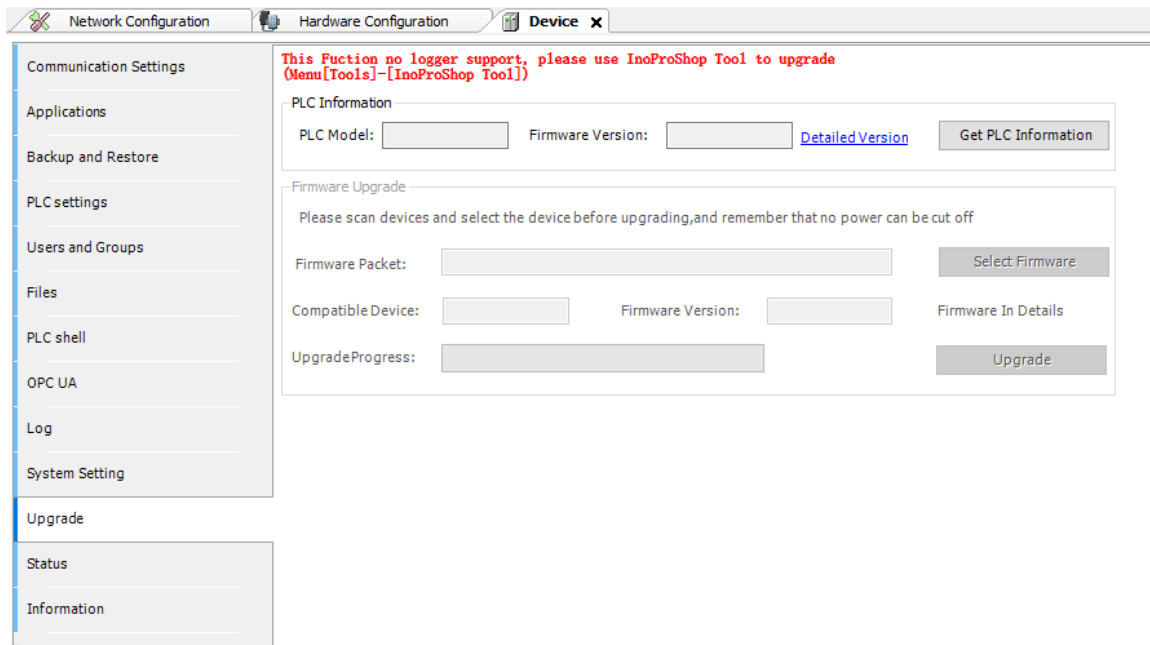 Network Configuration
Hardware Configuration
Device
Communication Settings
Applications
Backup and Restore
PLC settings
Users and Groups
Files
PLC shell
OPC UA
Log
System Setting
Upgrade
Status
Information
This Fuction no logger support, please use InoProShop Tool to upgrade
(Menu[Tools]-[InoProShop Tool])
PLC Information
PLC Model: Firmware Version: Detailed Version Get PLC Information
Firmware Upgrade
Please scan devices and select the device before upgrading,and remember that no power can be cut off
Firmware Packet: Select Firmware
Compatible Device: Firmware Version: Firmware In Details
UpgradeProgress: Upgrade